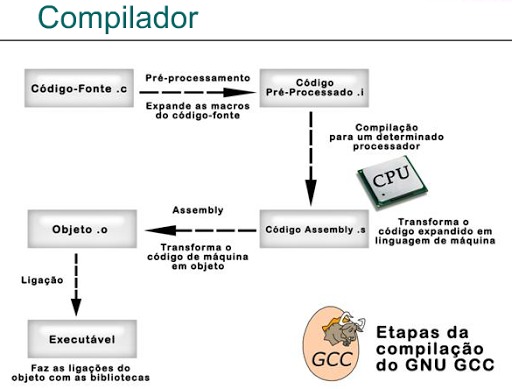 Compilador
Código-Fonte .c
Pré-processamento
Expande as macros
do código-fonte
Código
Pré-Processado .i
Compilação
para um determinado
processador
CPU
Transforma o
código expandido em
linguagem de máquina
Código Assembly .s
Assembly
Transforma o
código de máquina
em objeto
Objeto .o
Ligação
Executável
Faz as ligações do
objeto com as bibliotecas
GCC
Etapas da
compilação
do GNU GCC